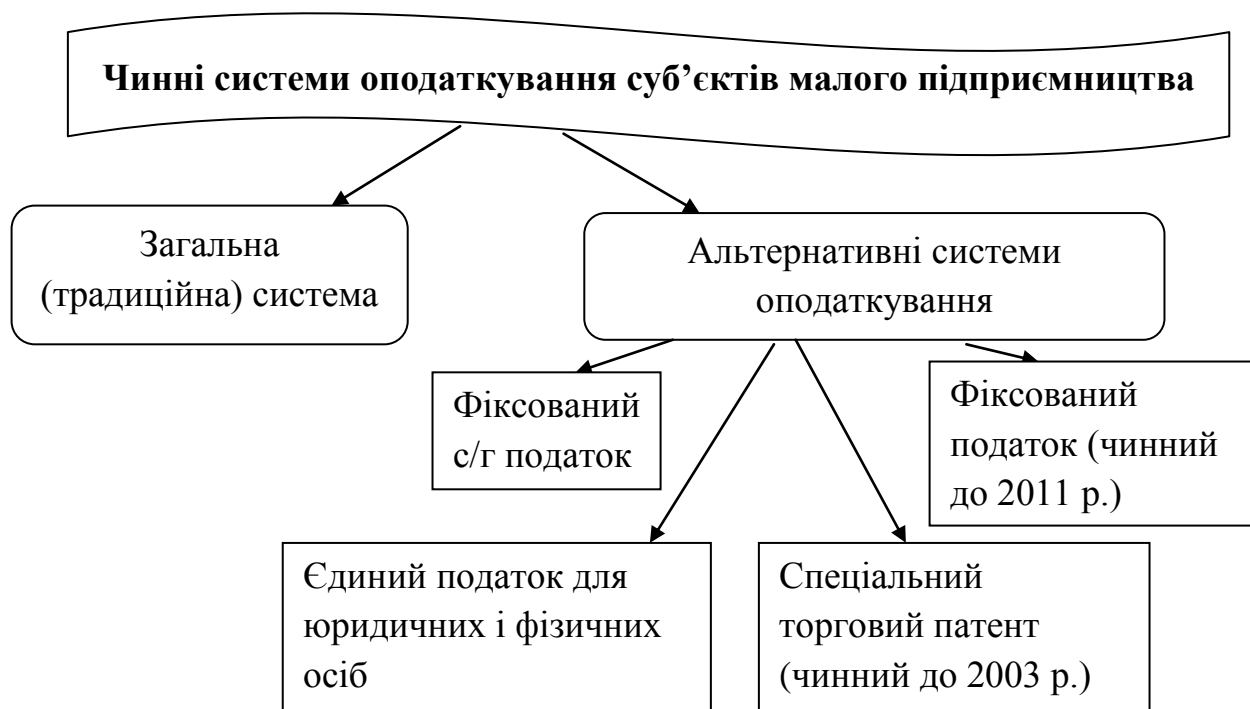 Чинні системи оподаткування суб’єктів малого підприємництва
Загальна
(традиційна) система
Альтернативні системи
оподаткування
Фіксований
с/г податок
Фіксований
податок (чинний
до 2011 р.)
Єдиний податок для
юридичних і фізичних
осіб
Спеціальний
торговий патент
(чинний до 2003 р.)